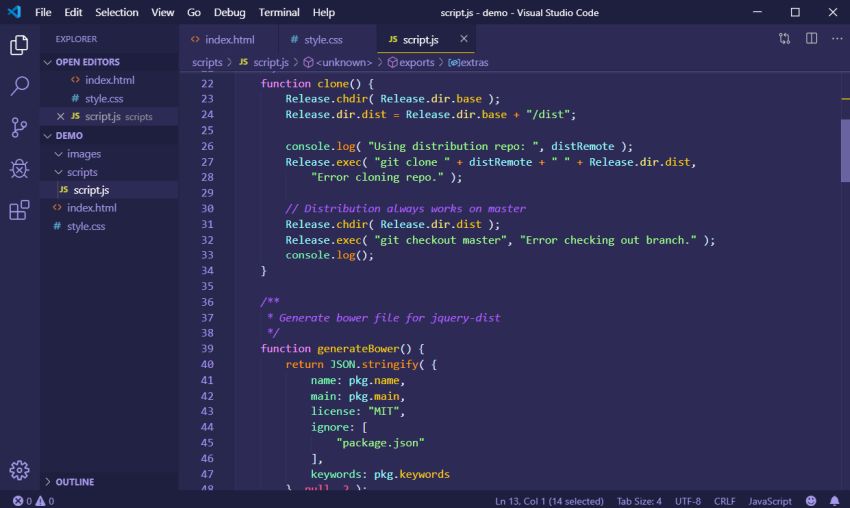 File Edit Selection View Go Debug Terminal Help script.js - demo - Visual Studio Code
EXPLORER
OPEN EDITORS
index.html
style.css
script.js scripts
DEMO
images
scripts
JS script.js
index.html
style.css
OUTLINE
index.html # style.css JS script.js
scripts > JS script.js > <unknown> > exports > extras
22 function clone() {
23 Release.chdir( Release.dir.base );
24 Release.dir.dist = Release.dir.base + "/dist";
25
26 console.log( "Using distribution repo: ", distRemote );
27 Release.exec( "git clone " + distRemote + " " + Release.dir.dist,
28 "Error cloning repo." );
29
30 // Distribution always works on master
31 Release.chdir( Release.dir.dist );
32 Release.exec( "git checkout master", "Error checking out branch." );
33 console.log();
34 }
35
36 /**
37 * Generate bower file for jquery-dist
38 */
39 function generateBower() {
40 return JSON.stringify( {
41 name: pkg.name,
42 main: pkg.main,
43 license: "MIT",
44 ignore: [
45 "package.json"
46 ],
47 keywords: pkg.keywords
48 }, null, 2 );
0 0 Ln 13, Col 1 (14 selected) Tab Size: 4 UTF-8 CRLF JavaScript